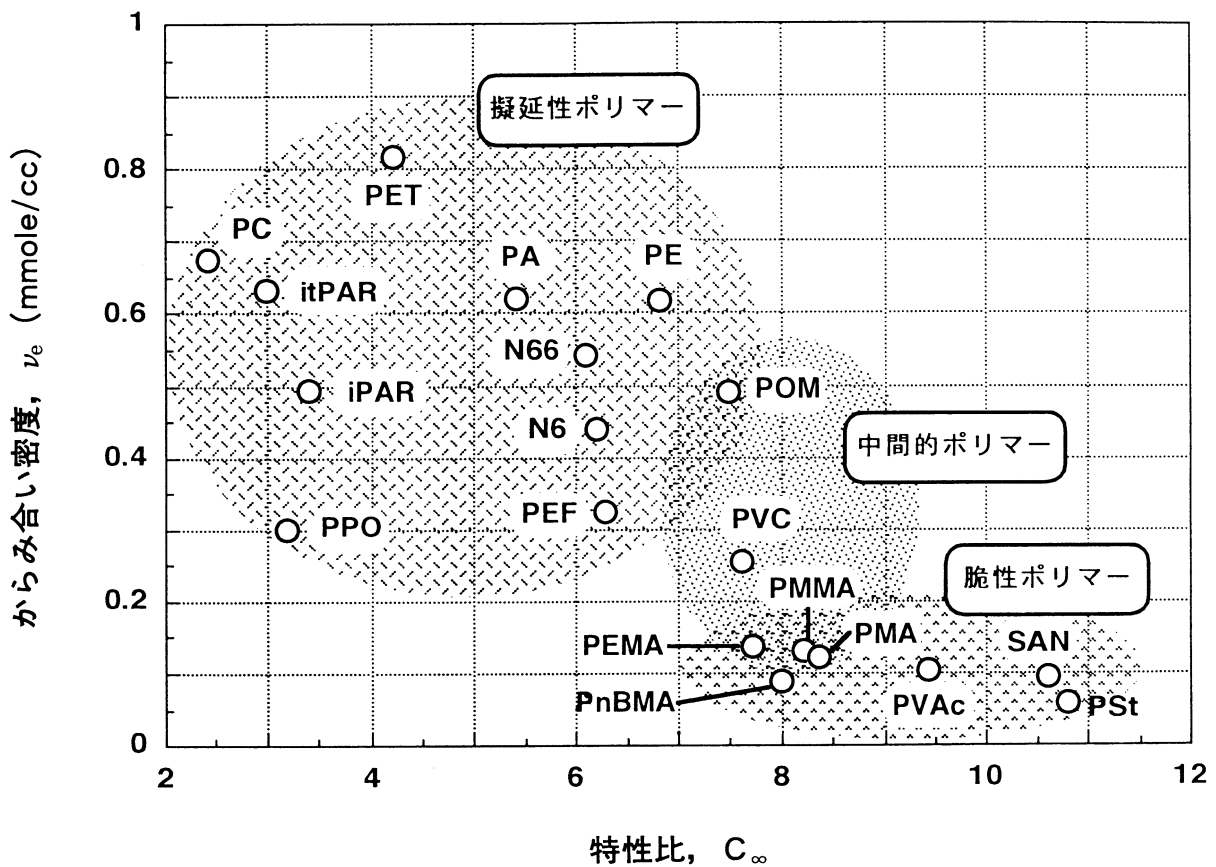 からみ合い密度, νe (mmole/cc)
1
0.8
0.6
0.4
0.2
0
擬延性ポリマー
PET
PC
PA
PE
itPAR
N66
iPAR
POM
N6
中間的ポリマー
PEF
PVC
PPO
脆性ポリマー
PMMA
PEMA
PMA
SAN
PnBMA
PVAc
PSt
2
4
6
8
10
12
特性比, C∞